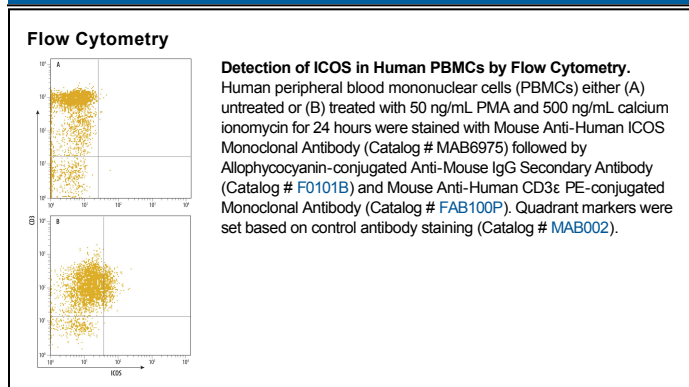 Flow Cytometry
Detection of ICOS in Human PBMCs by Flow Cytometry.
Human peripheral blood mononuclear cells (PBMCs) either (A)
untreated or (B) treated with 50 ng/mL PMA and 500 ng/mL calcium
ionomycin for 24 hours were stained with Mouse Anti-Human ICOS
Monoclonal Antibody (Catalog # MAB6975) followed by
Allophycocyanin-conjugated Anti-Mouse IgG Secondary Antibody
(Catalog # F0101B) and Mouse Anti-Human CD3ε PE-conjugated
Monoclonal Antibody (Catalog # FAB100P). Quadrant markers were
set based on control antibody staining (Catalog # MAB002).
A
CD3
B
ICOS